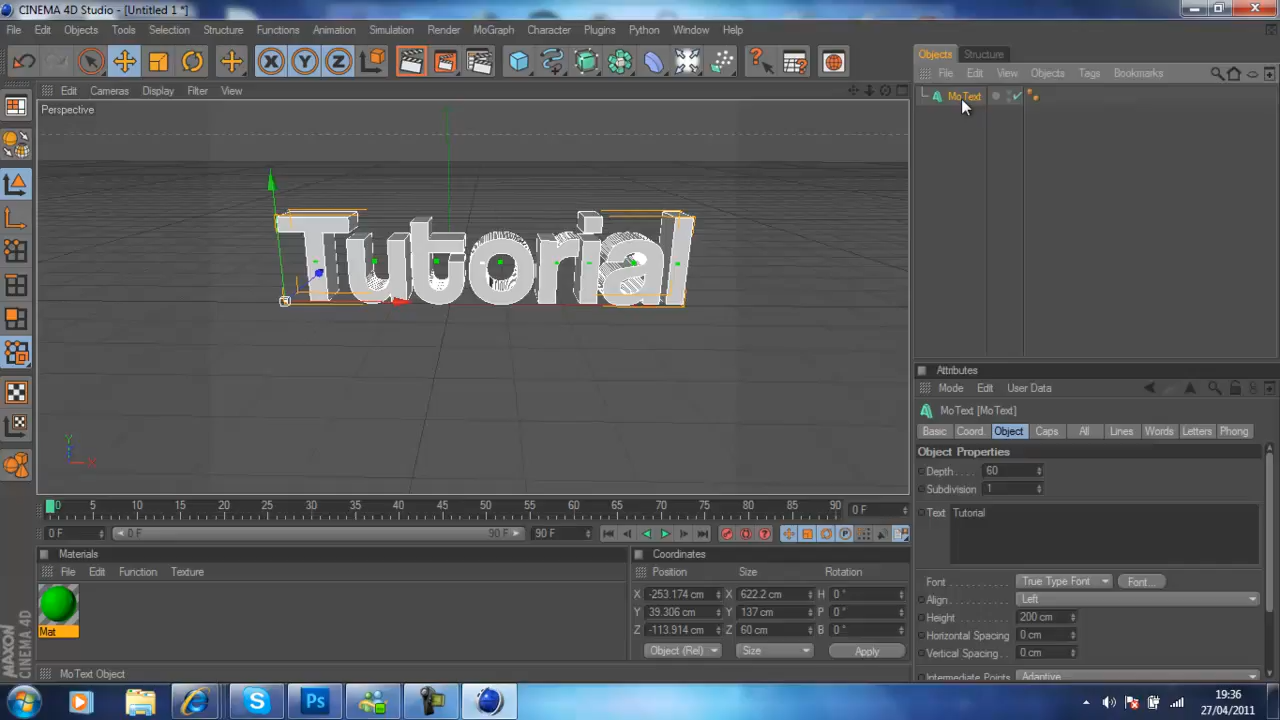 CINEMA 4D Studio - [Untitled 1 *]
File Edit Objects Tools Selection Structure Functions Animation Render MoGraph Character Simulation Plugins Python Window Help
Edit Cameras Display Filter View
Perspective
Tutorial
0 5 10 15 20 25 30 35 40 45 50 55 60 65 70 75 80 85 90 0 F
0 F 0 F 90 F 90 F
Materials
File Edit Function Texture
Mat
MAXON CINEMA 4D
Coordinates
Position Size Rotation
X -253.174 cm X 622.2 cm H 0 °
Y 39.306 cm Y 137 cm P 0 °
Z -113.914 cm Z 60 cm B 0 °
Object (Rel) Size Apply
MoText Object
Objects Structure
File Edit View Objects Tags Bookmarks
MoText
Attributes
Mode Edit User Data
MoText [MoText]
Basic Coord. Object Caps All Lines Words Letters Phong
Object Properties
Depth 60
Subdivision 1
Text Tutorial
Font True Type Font Font...
Align Left
Height 200 cm
Horizontal Spacing 0 cm
Vertical Spacing 0 cm
Intermediate Points Adaptive
19:36
27/04/2011